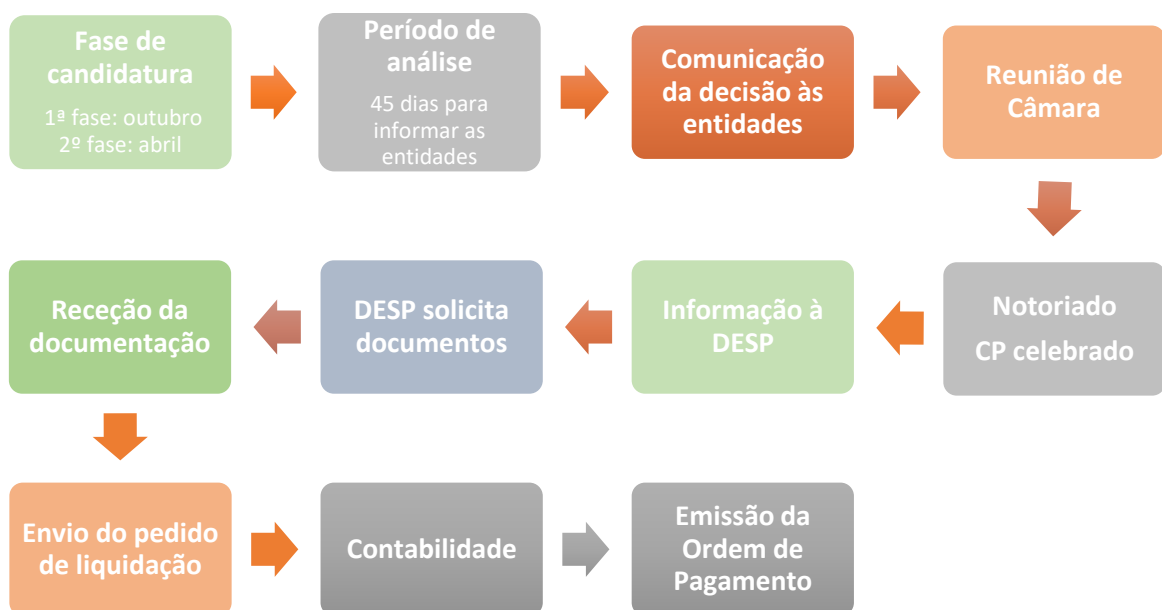 Fase de
candidatura
1ª fase: outubro
2º fase: abril
Período de
análise
45 dias para
informar as
entidades
Comunicação
da decisão às
entidades
Reunião de
Câmara
Notoriado
CP celebrado
Informação à
DESP
DESP solicita
documentos
Receção da
documentação
Envio do pedido
de liquidação
Contabilidade
Emissão da
Ordem de
Pagamento